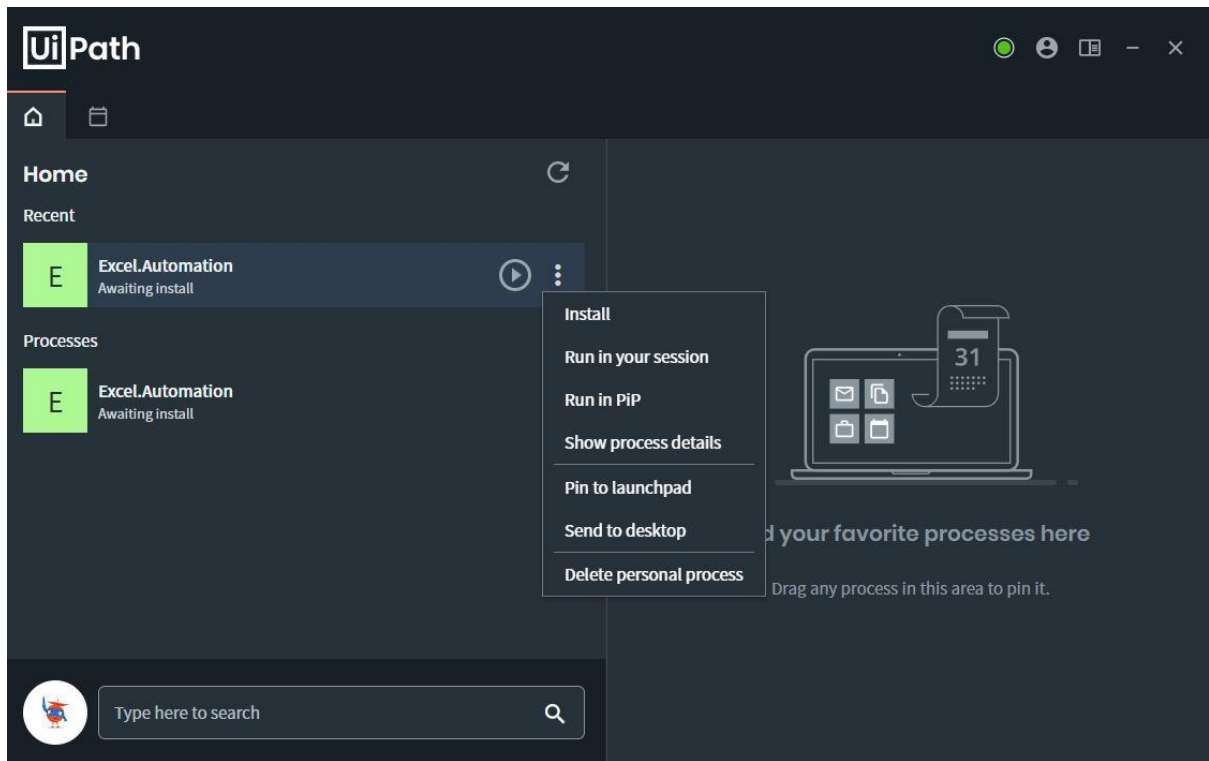 UiPath
Home
Recent
E
Excel.Automation
Awaiting install
Processes
E
Excel.Automation
Awaiting install
Install
Run in your session
Run in PiP
Show process details
Pin to launchpad
Send to desktop
Delete personal process
31
your favorite processes here
Drag any process in this area to pin it.
Type here to search